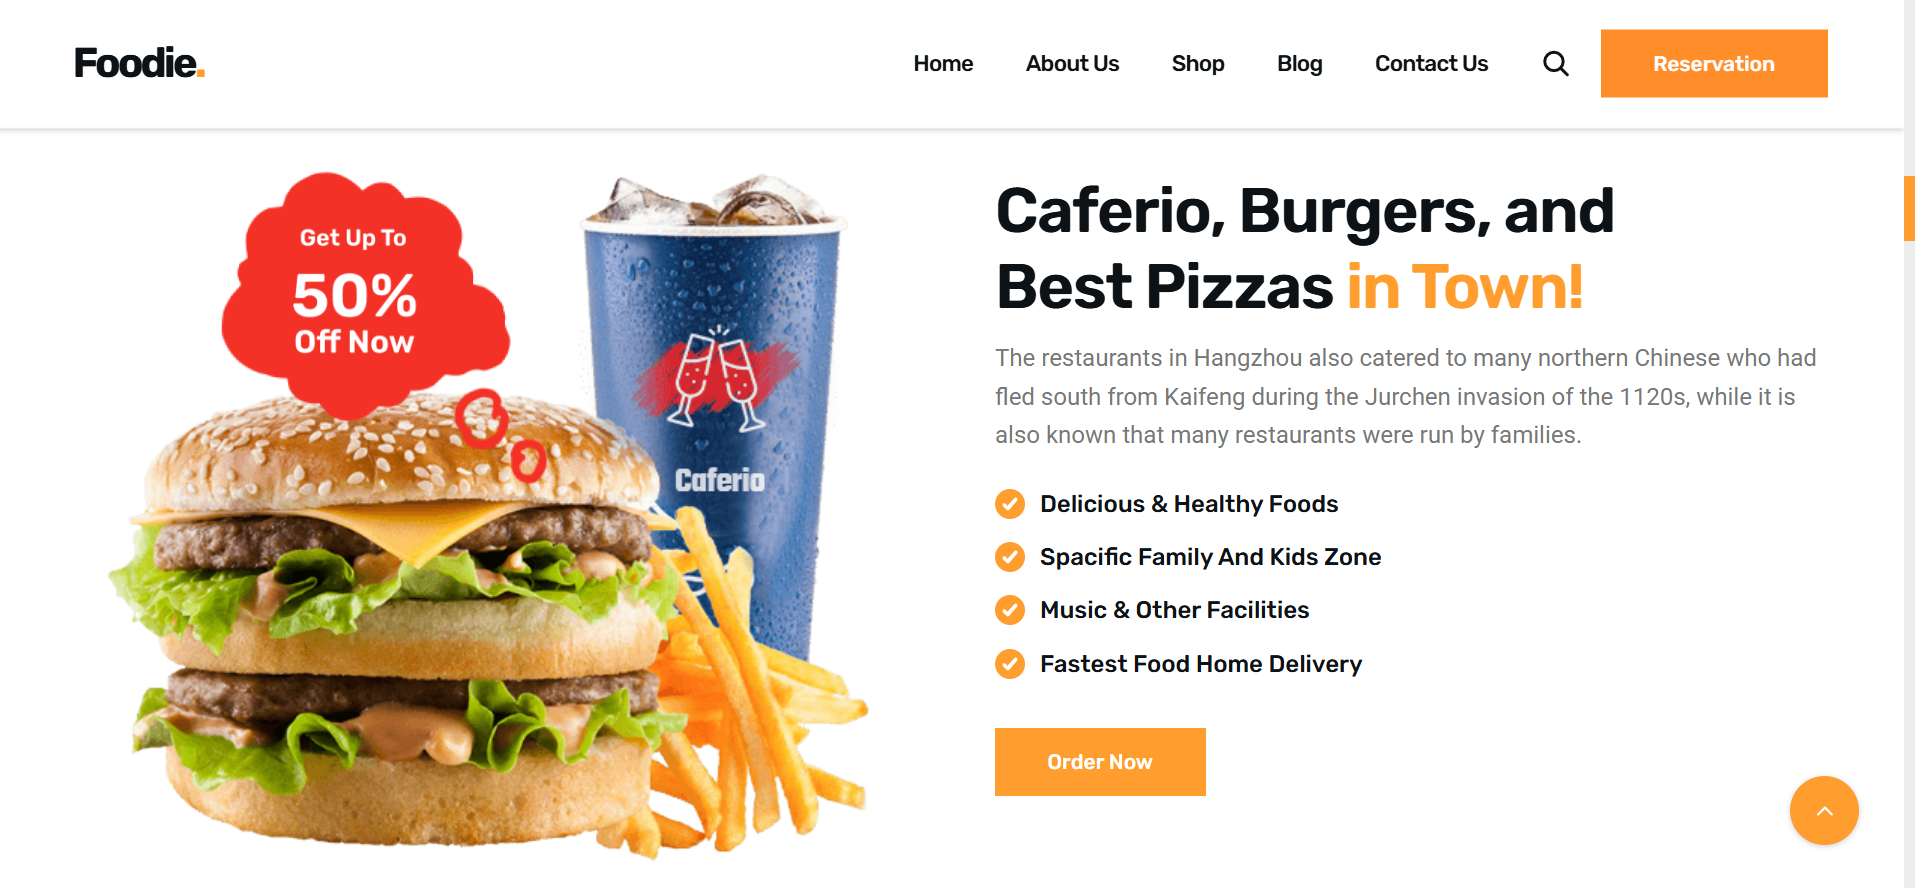 Foodie.
Home
About Us
Shop
Blog
Contact Us
Reservation
Get Up To
50%
Off Now
Caferio
Caferio, Burgers, and
Best Pizzas in Town!
The restaurants in Hangzhou also catered to many northern Chinese who had
fled south from Kaifeng during the Jurchen invasion of the 1120s, while it is
also known that many restaurants were run by families.
Delicious & Healthy Foods
Spacific Family And Kids Zone
Music & Other Facilities
Fastest Food Home Delivery
Order Now